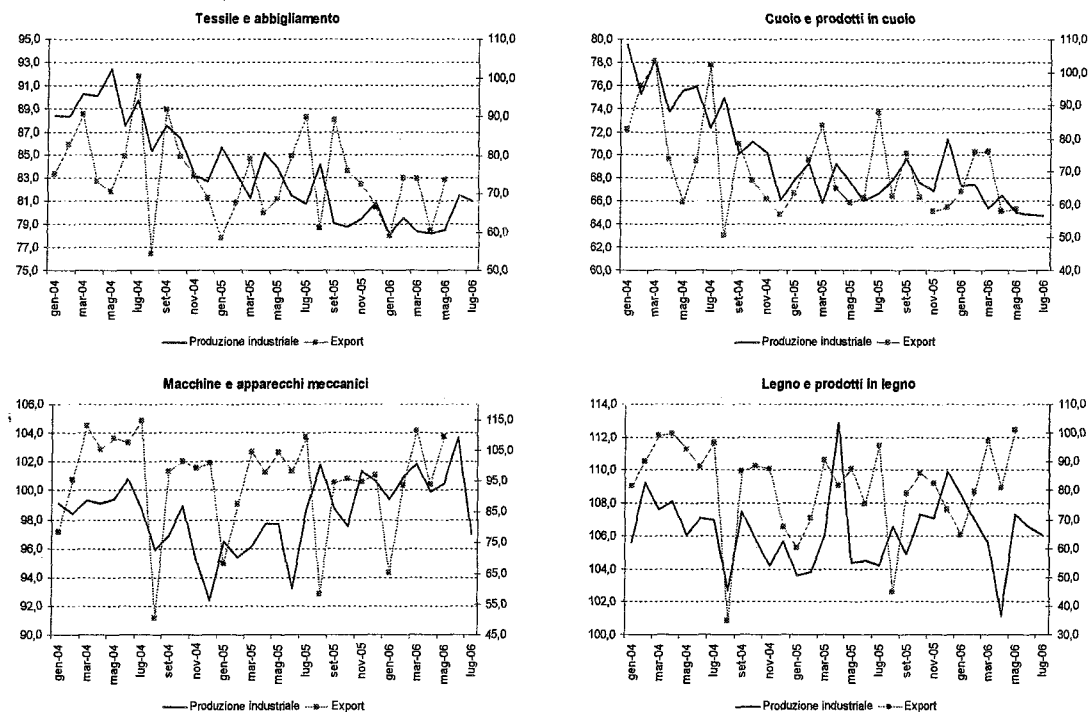 Tessile e abbigliamento
95,0
93,0
91,0
89,0
87,0
85,0
83,0
81,0
79,0
77,0
75,0
110,0
100,0
90,0
80,0
70,0
60,0
50,0
gen-04
mar-04
mag-04
lug-04
set-04
nov-04
gen-05
mar-05
mag-05
lug-05
set-05
nov-05
gen-06
mar-06
mag-06
lug-06
Produzione industriale
Export
Cuoio e prodotti in cuoio
80,0
78,0
76,0
74,0
72,0
70,0
68,0
66,0
64,0
62,0
60,0
110,0
100,0
90,0
80,0
70,0
60,0
50,0
40,0
gen-04
mar-04
mag-04
lug-04
set-04
nov-04
gen-05
mar-05
mag-05
lug-05
set-05
nov-05
gen-06
mar-06
mag-06
lug-06
Produzione industriale
Export
Macchine e apparecchi meccanici
106,0
104,0
102,0
100,0
98,0
96,0
94,0
92,0
90,0
115,0
105,0
95,0
85,0
75,0
65,0
55,0
45,0
gen-04
mar-04
mag-04
lug-04
set-04
nov-04
gen-05
mar-05
mag-05
lug-05
set-05
nov-05
gen-06
mar-06
mag-06
lug-06
Produzione industriale
Export
Legno e prodotti in legno
114,0
112,0
110,0
108,0
106,0
104,0
102,0
100,0
110,0
100,0
90,0
80,0
70,0
60,0
50,0
40,0
30,0
gen-04
mar-04
mag-04
lug-04
set-04
nov-04
gen-05
mar-05
mag-05
lug-05
set-05
nov-05
gen-06
mar-06
mag-06
lug-06
Produzione industriale
Export